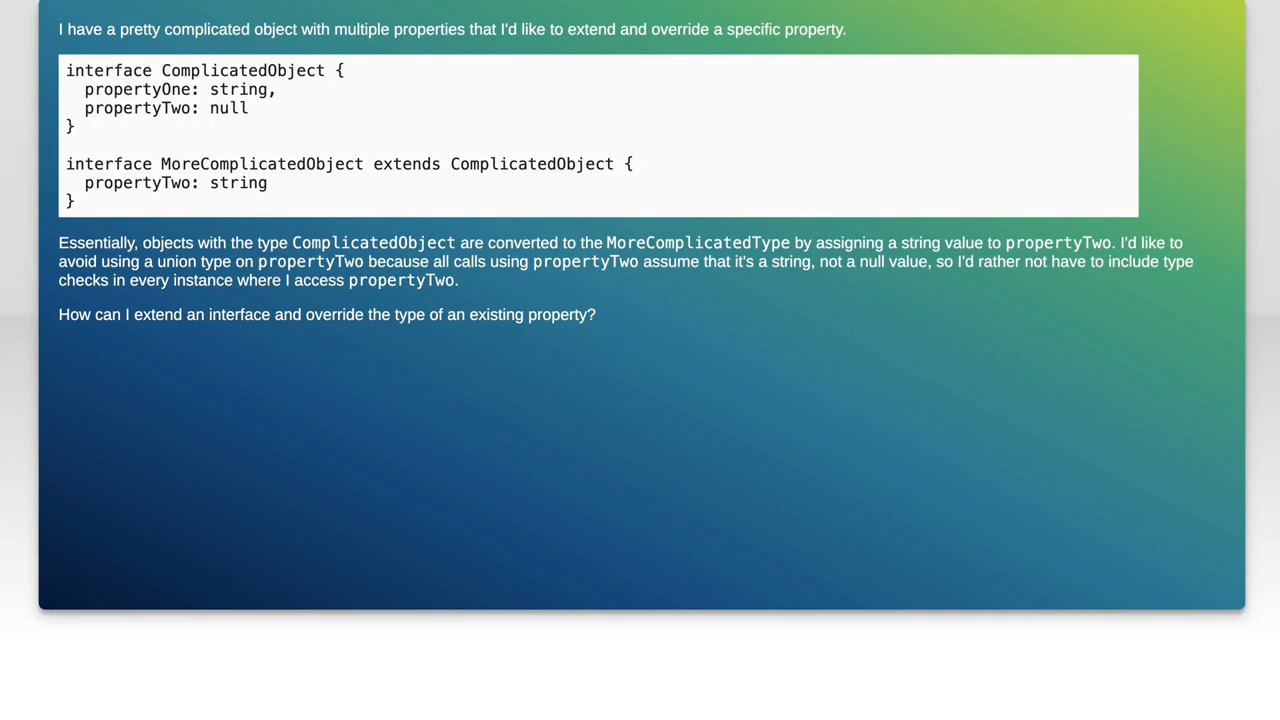 I have a pretty complicated object with multiple properties that I'd like to extend and override a specific property.
interface ComplicatedObject {
  propertyOne: string,
  propertyTwo: null
}
interface MoreComplicatedObject extends ComplicatedObject {
  propertyTwo: string
}
Essentially, objects with the type ComplicatedObject are converted to the MoreComplicatedType by assigning a string value to propertyTwo. I'd like to
avoid using a union type on propertyTwo because all calls using propertyTwo assume that it's a string, not a null value, so I'd rather not have to include type
checks in every instance where I access propertyTwo.
How can I extend an interface and override the type of an existing property?